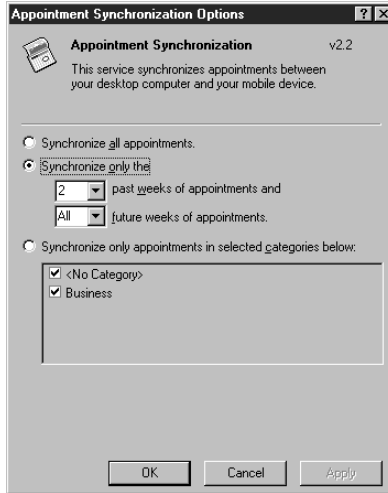 Appointment Synchronization Options
Appointment Synchronization v2.2
This service synchronizes appointments between
your desktop computer and your mobile device.
Synchronize all appointments.
Synchronize only the
2 past weeks of appointments and
All future weeks of appointments.
Synchronize only appointments in selected categories below:
<No Category>
Business
OK Cancel Apply